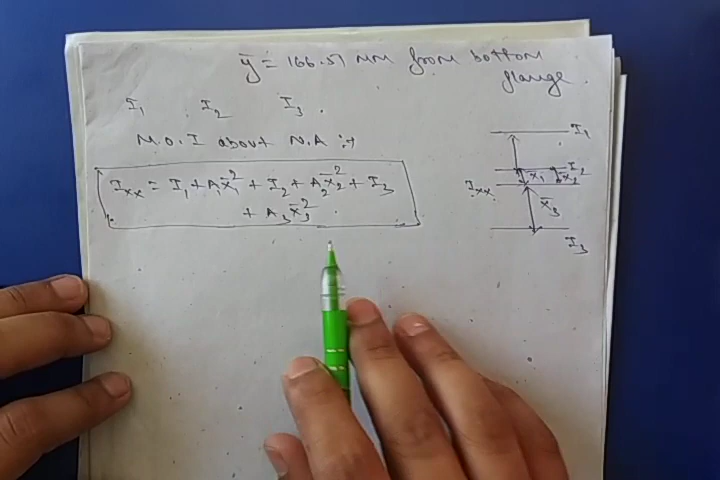 ȳ = 166.51 MM from bottom
flange.
I₁ I₂ I₃ .
M.O.I about N.A :+
Iₓₓ = I₁ + A₁x̄₁² + I₂ + A₂x̄₂² + I₃
+ A₃x̄₃² .
I₁
x̄₁ x̄₂ I₂
Iₓₓ
x̄₃
I₃